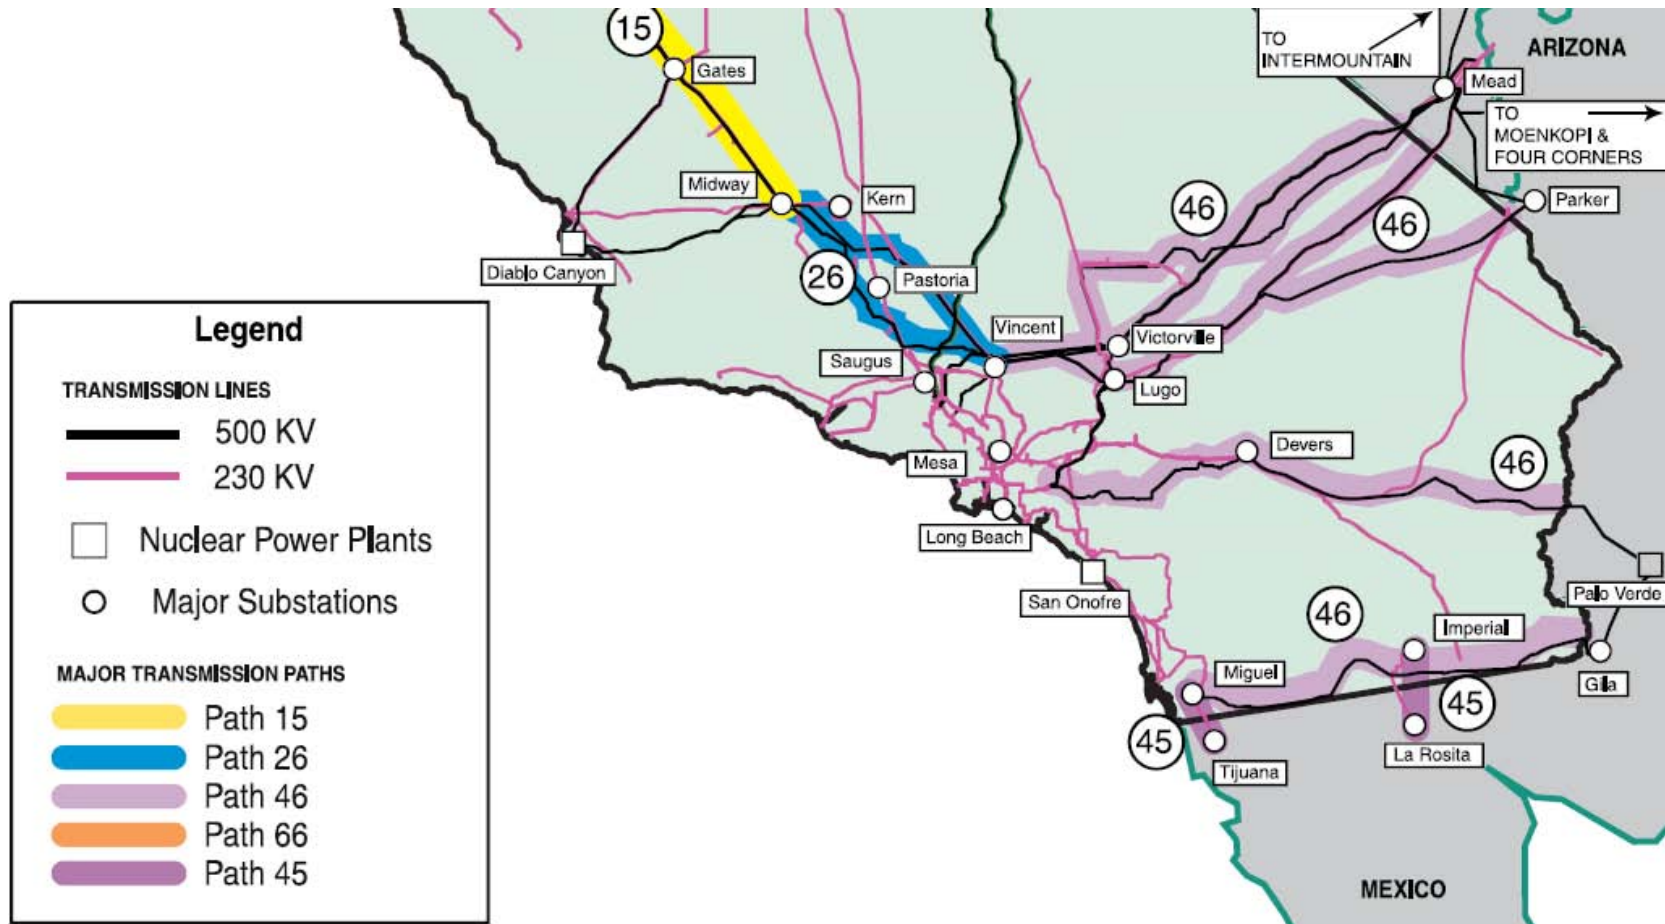 15
Gates
TO
INTERMOUNTAIN
ARIZONA
Mead
TO
MOENKOPI &
FOUR CORNERS
Midway
Kern
46
46
Parker
Diablo Canyon
26
Pastoria
Vincent
Victorville
Saugus
Lugo
Mesa
Devers
46
Long Beach
San Onofre
Palo Verde
46
Imperial
Miguel
45
Gila
45
La Rosita
Tijuana
MEXICO
Legend
TRANSMISSION LINES
500 KV
230 KV
Nuclear Power Plants
Major Substations
MAJOR TRANSMISSION PATHS
Path 15
Path 26
Path 46
Path 66
Path 45